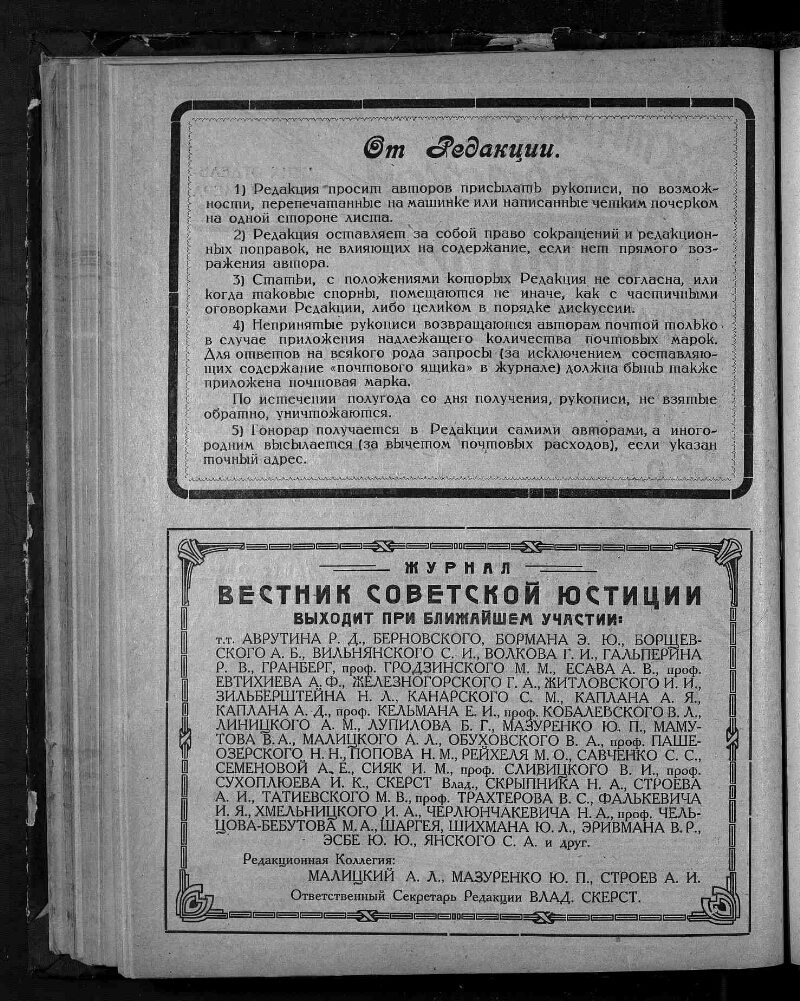 От Редакции.
1) Редакция просит авторов присылать рукописи, по возмож-
ности, перепечатанные на машинке или написанные четким почерком
на одной стороне листа.
2) Редакция оставляет за собой право сокращений и редакцион-
ных поправок, не влияющих на содержание, если нет прямого воз-
ражения автора.
3) Статьи, с положениями которых Редакция не согласна, или
когда таковые спорны, помещаются не иначе, как с частичными
оговорками Редакции, либо целиком в порядке дискуссии.
4) Непринятые рукописи возвращаются авторам почтой только
в случае приложения надлежащего количества почтовых марок.
Для ответов на всякого рода запросы (за исключением составляю-
щих содержание «почтового ящика» в журнале) должна быть также
приложена почтовая марка.
По истечении полугода со дня получения, рукописи, не взятые
обратно, уничтожаются.
5) Гонорар получается в Редакции самими авторами, а иного-
родним высылается (за вычетом почтовых расходов), если указан
точный адрес.
ЖУРНАЛ
ВЕСТНИК СОВЕТСКОЙ ЮСТИЦИИ
ВЫХОДИТ ПРИ БЛИЖАЙШЕМ УЧАСТИИ:
т.т. АВРУТИНА Р. Д., БЕРНОВСКОГО, БОРМАНА Э. Ю., БОРЩЕВ-
СКОГО А. Б., ВИЛЬНЯНСКОГО С. И., ВОЛКОВА Г. И., ГАЛЬПЕРИНА
Р. В., ГРАНБЕРГ, проф. ГРОДЗИНСКОГО М. М., ЕСАВА А. В., проф.
ЕВТИХИЕВА А. Ф., ЖЕЛЕЗНОГОРСКОГО Г. А., ЖИТЛОВСКОГО И. И.,
ЗИЛЬБЕРШТЕЙНА Н. Л., КАНАРСКОГО С. М., КАПЛАНА А. Я.,
КАПЛАНА А. Д., проф. КЕЛЬМАНА Е. И., проф. КОБАЛЕВСКОГО В. Л.,
ЛИНИЦКОГО А. М., ЛУПИЛОВА Б. Г., МАЗУРЕНКО Ю. П., МАМУ-
ТОВА В. А., МАЛИЦКОГО А. Л., ОБУХОВСКОГО В. А., проф. ПАШЕ-
ОЗЕРСКОГО Н. Н., ПОПОВА Н. М., РЕЙХЕЛЯ М. О., САВЧЕНКО С. С.,
СЕМЕНОВОЙ А. Е., СИЯК И. М., проф. СЛИВИЦКОГО В. И., проф.
СУХОПЛЮЕВА И. К., СКЕРСТ Влад., СКРЫПНИКА Н. А., СТРОЕВА
А. И., ТАТИЕВСКОГО М. В., проф. ТРАХТЕРОВА В. С., ФАЛЬКЕВИЧА
И. Я., ХМЕЛЬНИЦКОГО И. А., ЧЕРЛЮНЧАКЕВИЧА Н. А., проф. ЧЕЛЬ-
ЦОВА-БЕБУТОВА М. А., ШАРГЕЯ, ШИХМАНА Ю. Л., ЭРИВМАНА В. Р.,
ЭСБЕ Ю. Ю., ЯНСКОГО С. А. и друг.
Редакционная Коллегия:
МАЛИЦКИЙ А. Л., МАЗУРЕНКО Ю. П., СТРОЕВ А. И.
Ответственный Секретарь Редакции ВЛАД. СКЕРСТ.